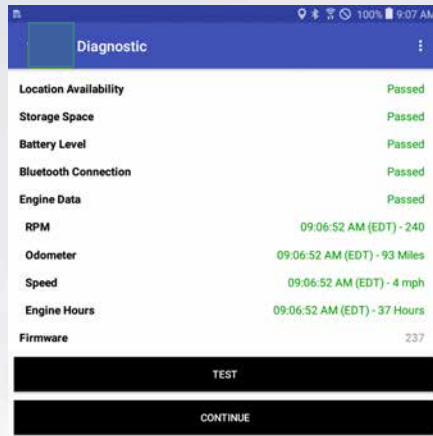 100% 9:07 AM
Diagnostic
Location Availability Passed
Storage Space Passed
Battery Level Passed
Bluetooth Connection Passed
Engine Data Passed
RPM 09:06:52 AM (EDT) - 240
Odometer 09:06:52 AM (EDT) - 93 Miles
Speed 09:06:52 AM (EDT) - 4 mph
Engine Hours 09:06:52 AM (EDT) - 37 Hours
Firmware 237
TEST
CONTINUE